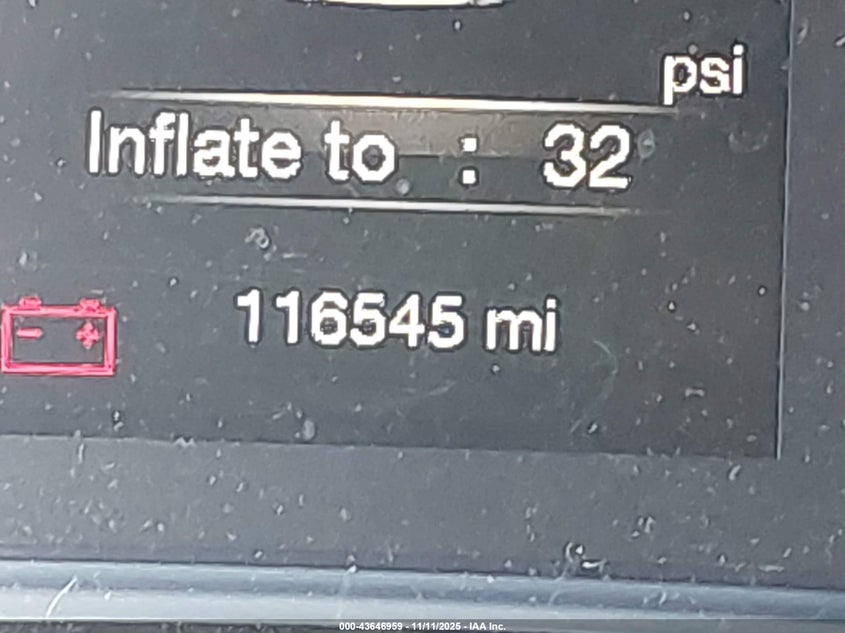 psi
Inflate to : 32
116545 mi
000-43646959 - 11/11/2025 - IAA Inc.